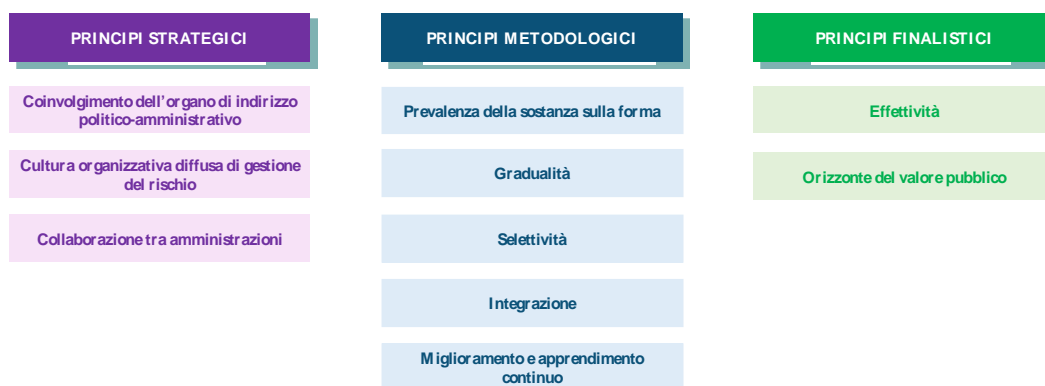 PRINCIPI STRATEGICI
Coinvolgimento dell'organo di indirizzo
politico-amministrativo
Cultura organizzativa diffusa di gestione
del rischio
Collaborazione tra amministrazioni
PRINCIPI METODOLOGICI
Prevalenza della sostanza sulla forma
Gradualità
Selettività
Integrazione
Miglioramento e apprendimento
continuo
PRINCIPI FINALISTICI
Effettività
Orizzonte del valore pubblico